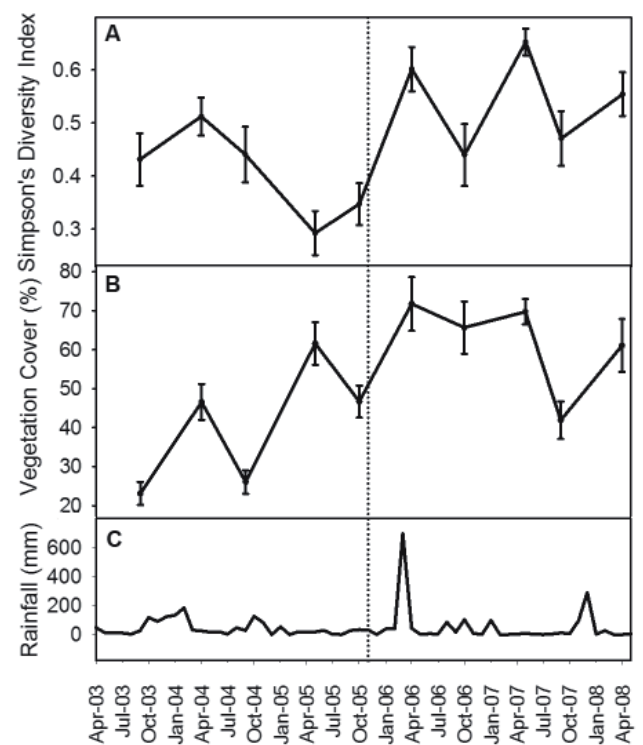 A
Simpson's Diversity Index
0.6
0.5
0.4
0.3
B
Vegetation Cover (%)
80
70
60
50
40
30
20
C
Rainfall (mm)
600
400
200
0
Apr-03
Jul-03
Oct-03
Jan-04
Apr-04
Jul-04
Oct-04
Jan-05
Apr-05
Jul-05
Oct-05
Jan-06
Apr-06
Jul-06
Oct-06
Jan-07
Apr-07
Jul-07
Oct-07
Jan-08
Apr-08